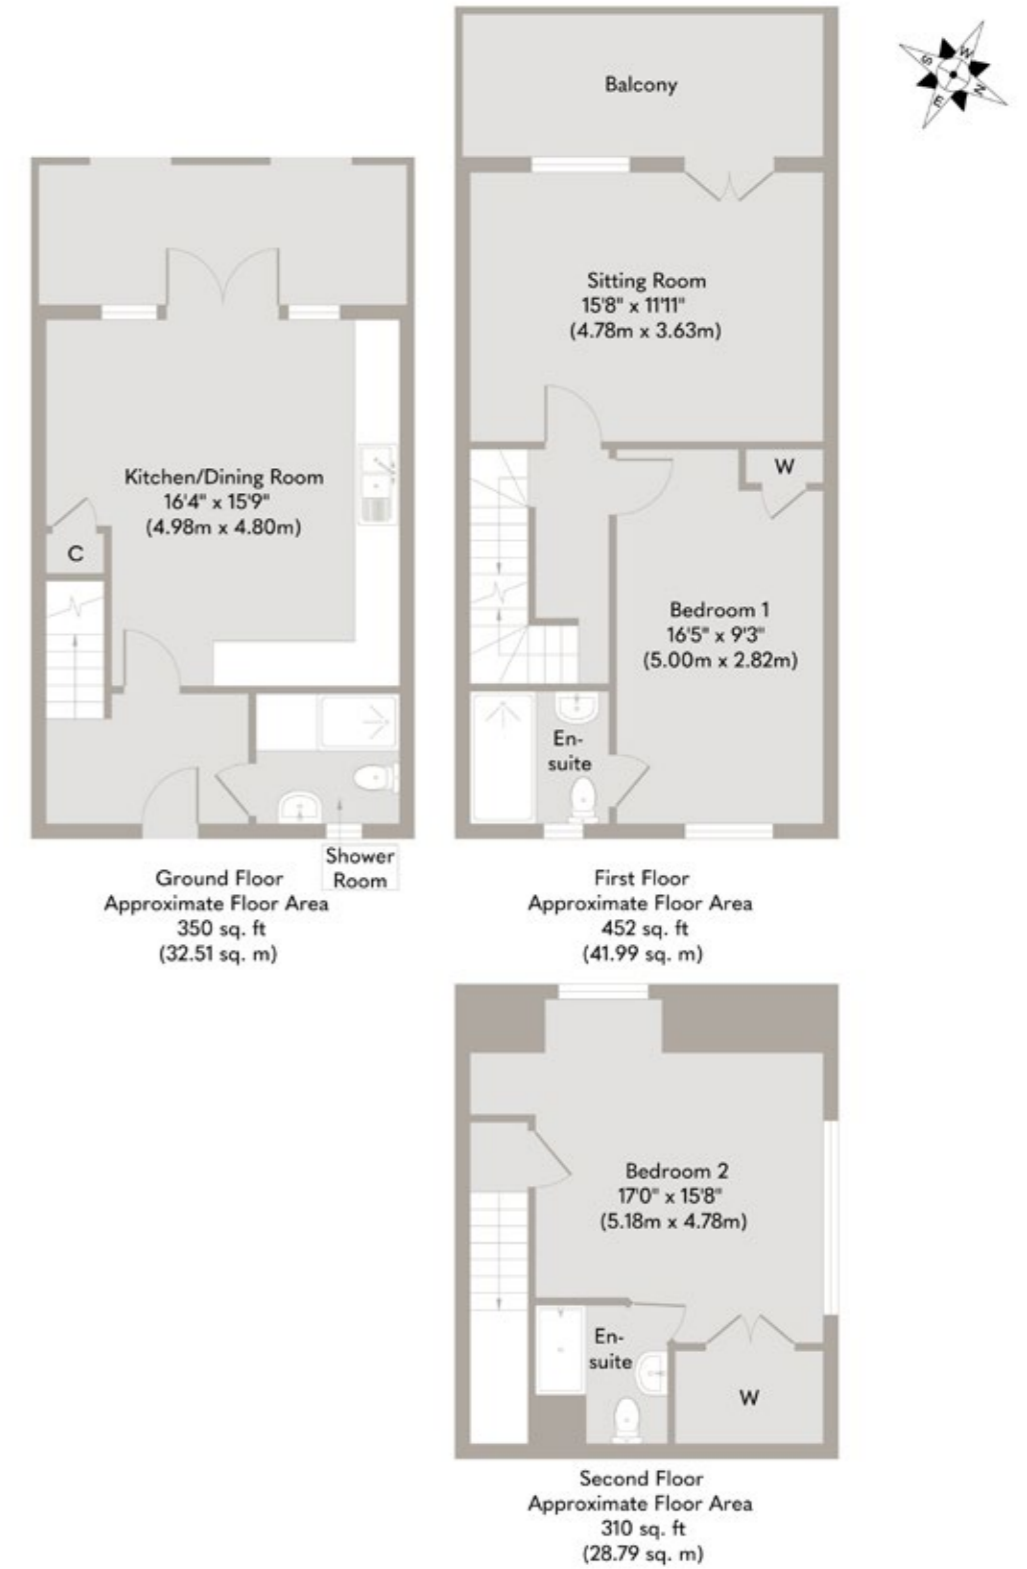 Balcony
S
W
E
N
Sitting Room
15'8" x 11'11"
(4.78m x 3.63m)
Kitchen/Dining Room
16'4" x 15'9"
(4.98m x 4.80m)
C
W
Bedroom 1
16'5" x 9'3"
(5.00m x 2.82m)
En-
suite
Shower
Room
Ground Floor
Approximate Floor Area
350 sq. ft
(32.51 sq. m)
First Floor
Approximate Floor Area
452 sq. ft
(41.99 sq. m)
Bedroom 2
17'0" x 15'8"
(5.18m x 4.78m)
En-
suite
W
Second Floor
Approximate Floor Area
310 sq. ft
(28.79 sq. m)